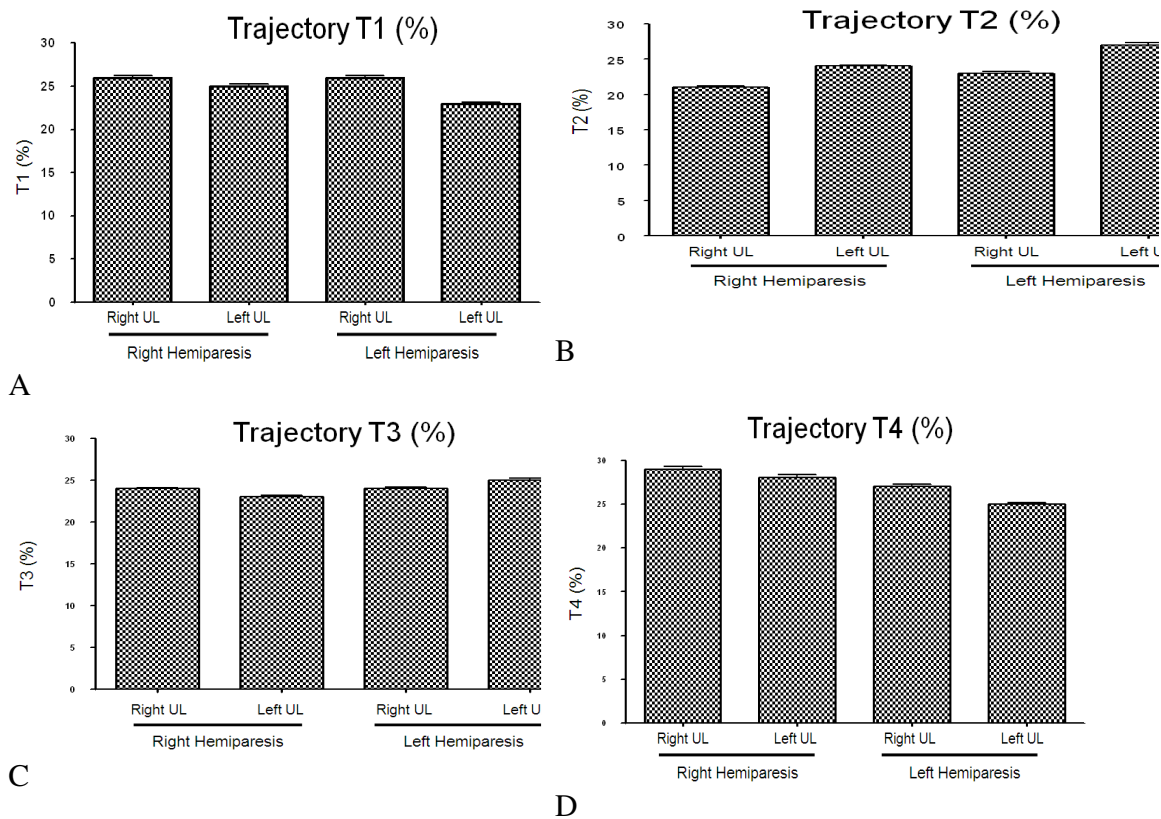 Trajectory T1 (%)
30
25
20
15
10
5
0
T1 (%)
Right UL Left UL Right UL Left UL
Right Hemiparesis Left Hemiparesis
A
Trajectory T2 (%)
30
25
20
15
10
5
0
T2 (%)
Right UL Left UL Right UL Left U
Right Hemiparesis Left Hemiparesis
B
Trajectory T3 (%)
30
25
20
15
10
5
0
T3 (%)
Right UL Left UL Right UL Left U
Right Hemiparesis Left Hemiparesis
C
Trajectory T4 (%)
30
25
20
15
10
5
0
T4 (%)
Right UL Left UL Right UL Left UL
Right Hemiparesis Left Hemiparesis
D